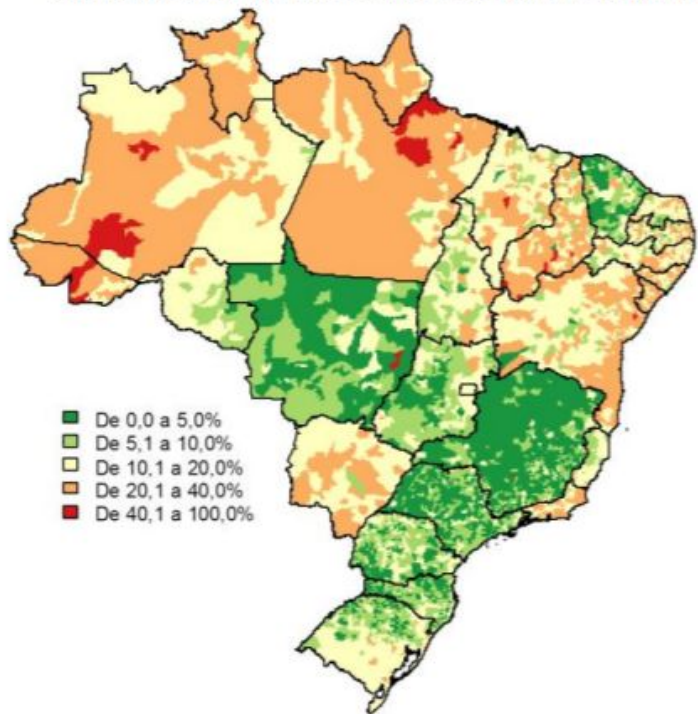 De 0,0 a 5,0%
De 5,1 a 10,0%
De 10,1 a 20,0%
De 20,1 a 40,0%
De 40,1 a 100,0%